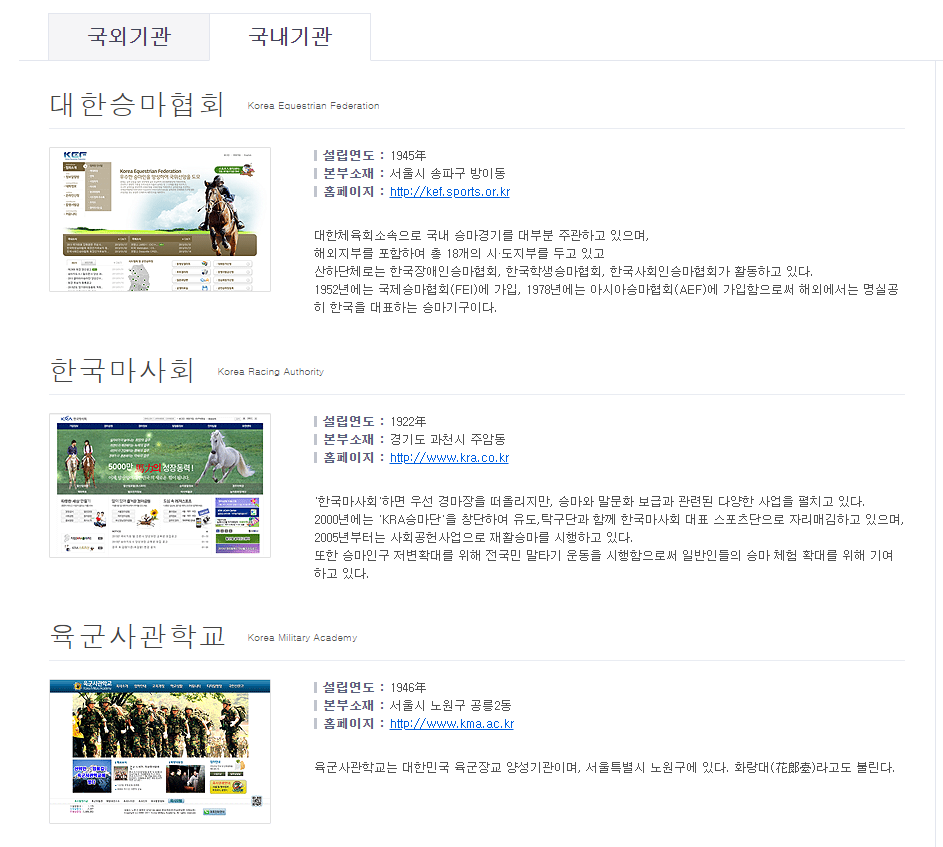 국외기관
국내기관
대한승마협회 Korea Equestrian Federation
설립연도 : 1945年
본부소재 : 서울시 송파구 방이동
홈페이지 : http://kef.sports.or.kr
대한체육회소속으로 국내 승마경기를 대부분 주관하고 있으며,
해외지부를 포함하여 총 18개의 시·도지부를 두고 있고
산하단체로는 한국장애인승마협회, 한국학생승마협회, 한국사회인승마협회가 활동하고 있다.
1952년에는 국제승마협회(FEI)에 가입, 1978년에는 아시아승마협회(AEF)에 가입함으로써 해외에서는 명실공
히 한국을 대표하는 승마기구이다.
KEF
Korea Equestrian Federation
우수한 승마인을 양성하여 국위선양을 도모
한국마사회 Korea Racing Authority
설립연도 : 1922年
본부소재 : 경기도 과천시 주암동
홈페이지 : http://www.kra.co.kr
'한국마사회'하면 우선 경마장을 떠올리지만, 승마와 말문화 보급과 관련된 다양한 사업을 펼치고 있다.
2000년에는 'KRA승마단'을 창단하여 유도,탁구단과 함께 한국마사회 대표 스포츠단으로 자리매김하고 있으며,
2005년부터는 사회공헌사업으로 재활승마를 시행하고 있다.
또한 승마인구 저변확대를 위해 전국민 말타기 운동을 시행함으로써 일반인들의 승마 체험 확대를 위해 기여
하고 있다.
KRA 한국마사회
성장동력!
육군사관학교 Korea Military Academy
설립연도 : 1946年
본부소재 : 서울시 노원구 공릉2동
홈페이지 : http://www.kma.ac.kr
육군사관학교는 대한민국 육군장교 양성기관이며, 서울특별시 노원구에 있다. 화랑대(花郎臺)라고도 불린다.
육군사관학교